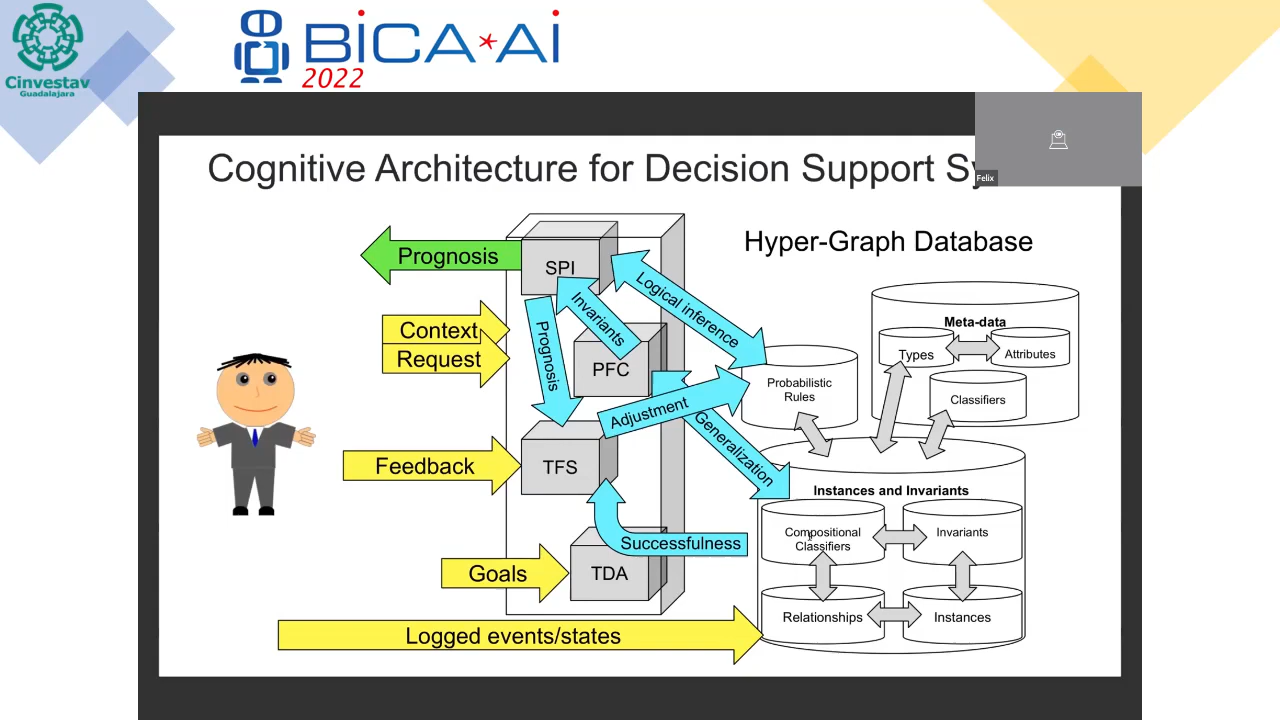 Cinvestav
Guadalajara
BiCA*Ai
2022
Felix
Cognitive Architecture for Decision Support Sy
Hyper-Graph Database
Prognosis
SPI
Logical inference
Invariants
Context
Request
Prognosis
PFC
Meta-data
Types
Attributes
Classifiers
Probabilistic
Rules
Adjustment
Generalization
Feedback
TFS
Instances and Invariants
Compositional
Classifiers
Invariants
Successfulness
Goals
TDA
Relationships
Instances
Logged events/states